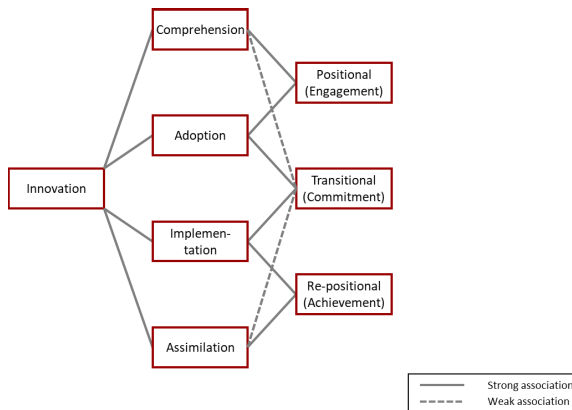 Comprehension
Positional
(Engagement)
Adoption
Innovation
Transitional
(Commitment)
Implemen-
tation
Re-positional
(Achievement)
Assimilation
Strong association
Weak association